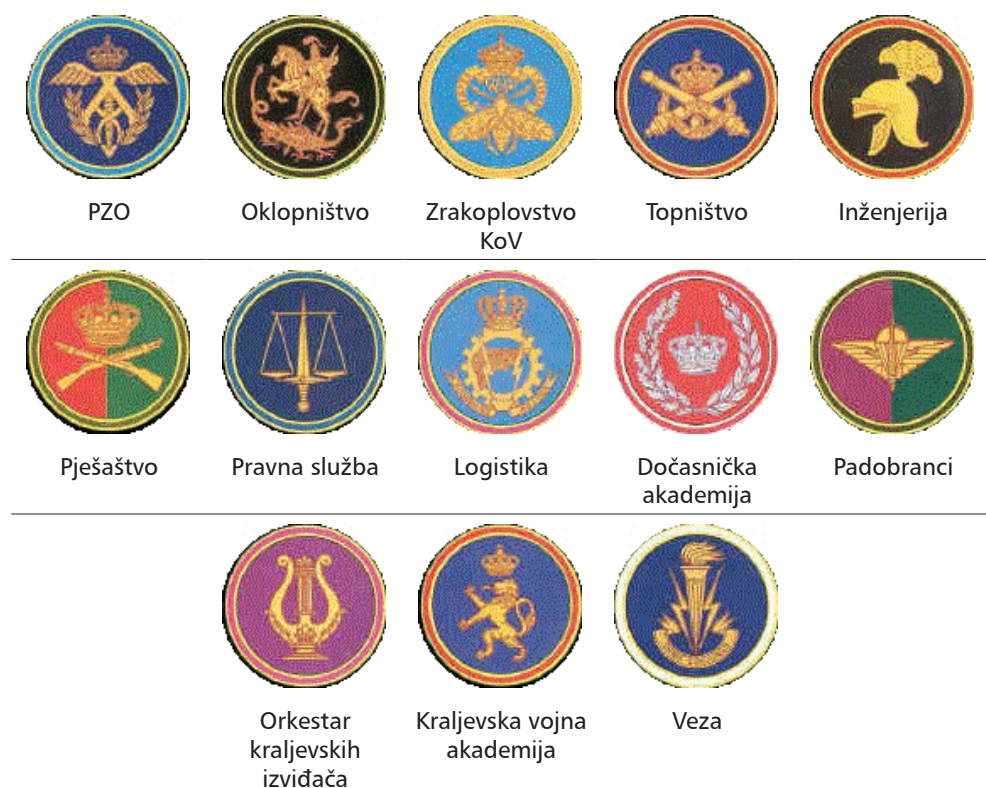 PZO
Oklopništvo
Zrakoplovstvo
KoV
Topništvo
Inženjerija
Pješaštvo
Pravna služba
Logistika
Dočasnička
akademija
Padobranci
Orkestar
kraljevskih
izviđača
Kraljevska vojna
akademija
Veza